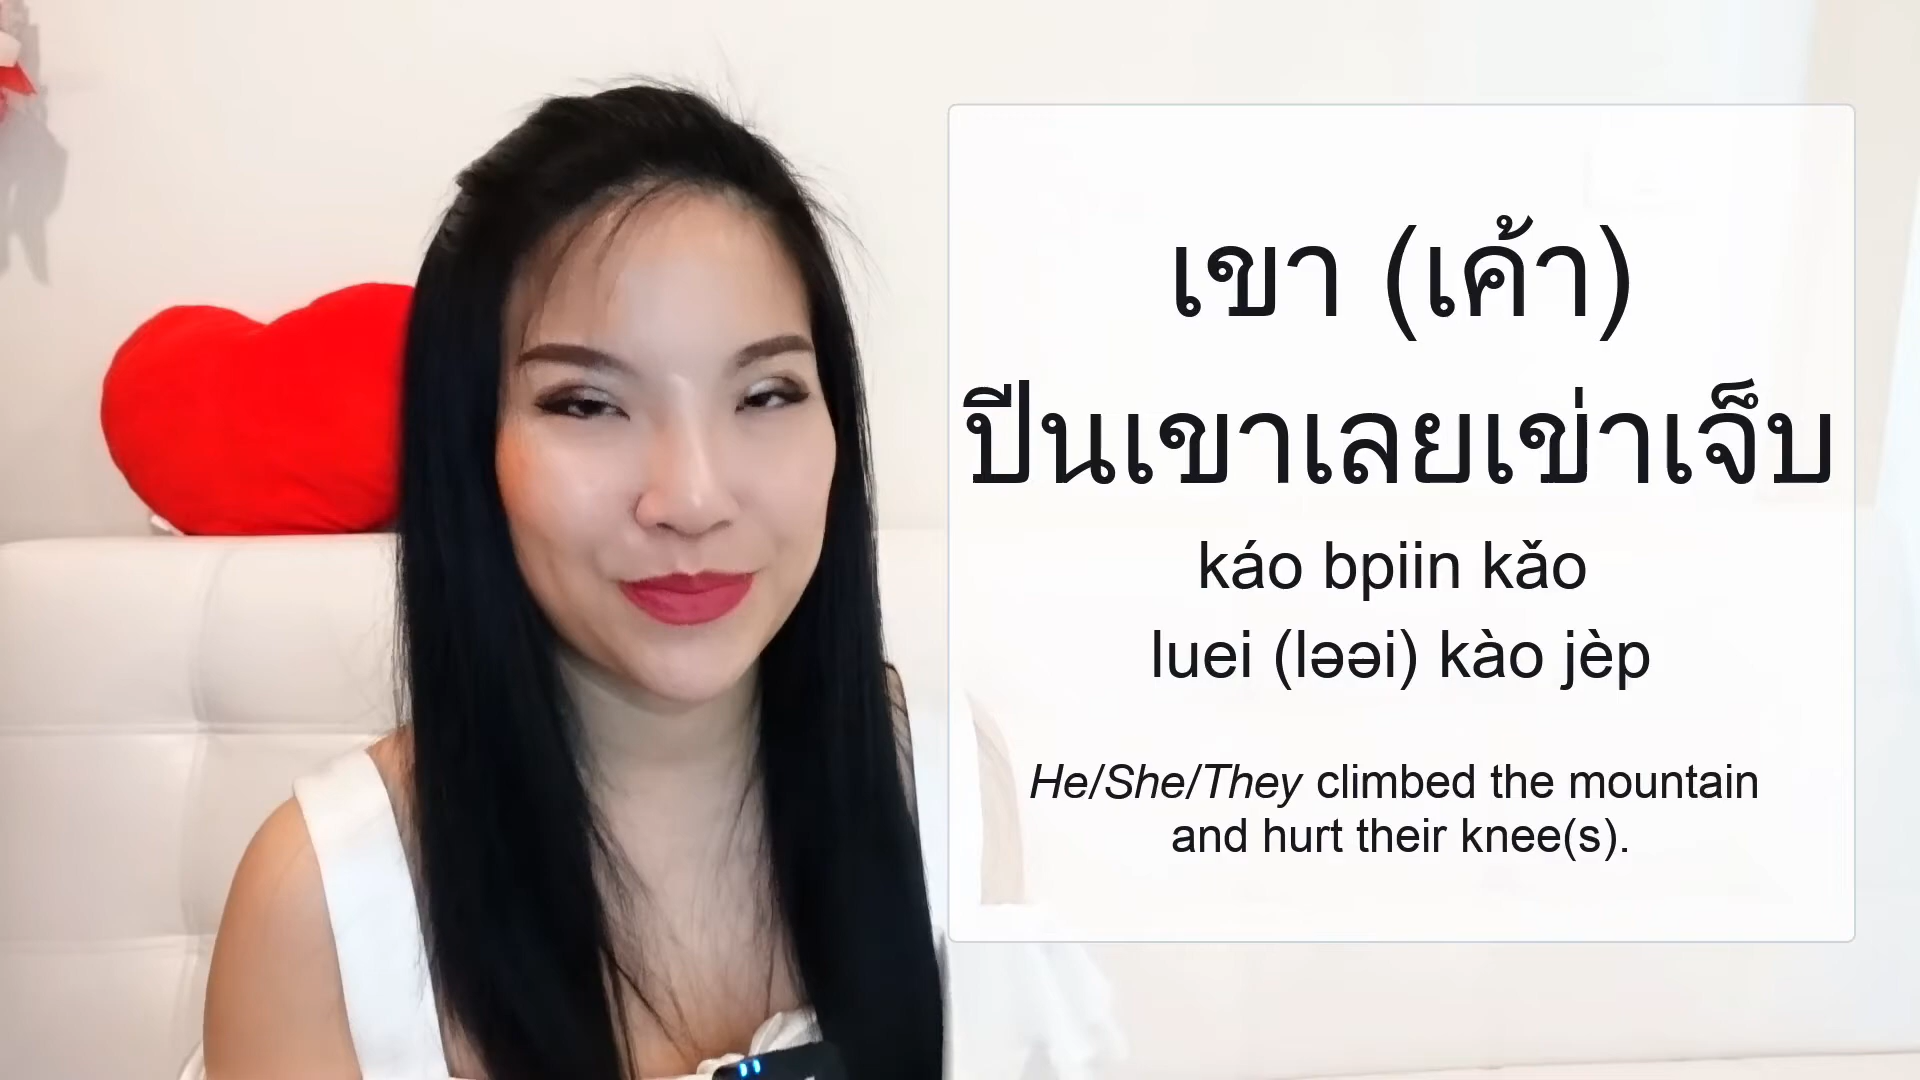 เขา (เค้า)
ปีนเขาเลยเข่าเจ็บ
káo bpiin kǎo
luei (ləəi) kào jèp
He/She/They climbed the mountain
and hurt their knee(s).